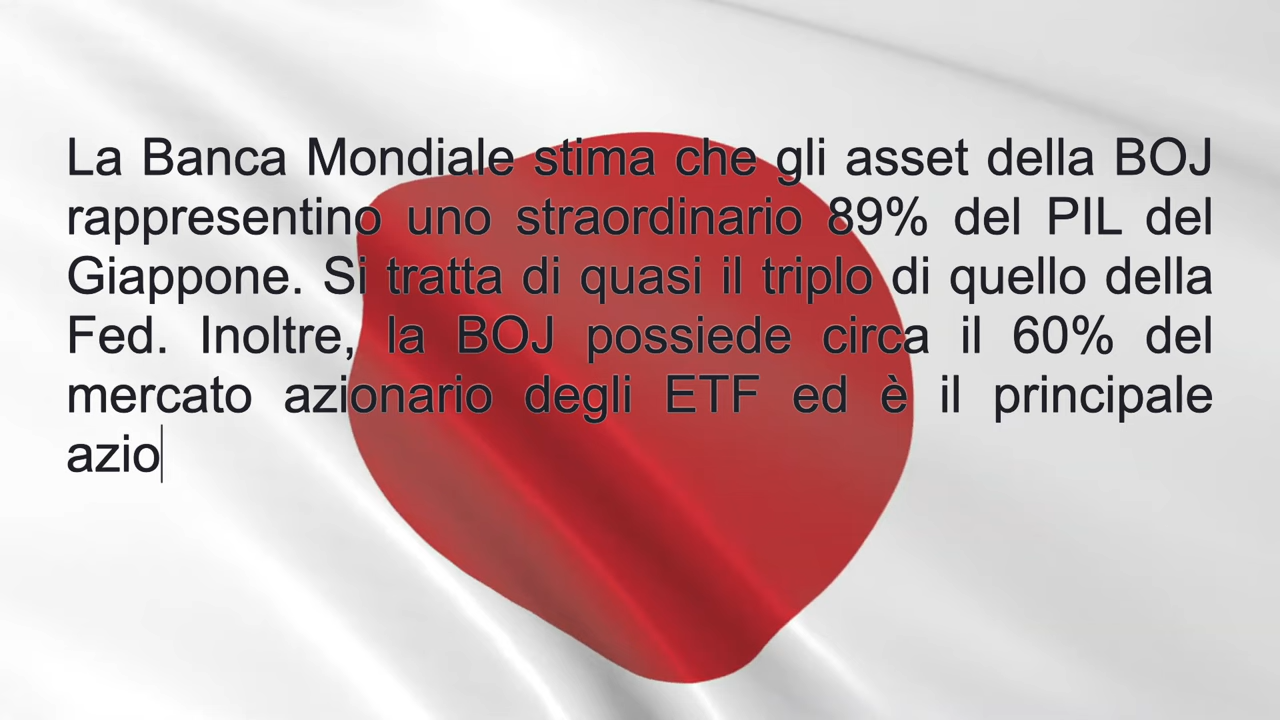 La Banca Mondiale stima che gli asset della BOJ
rappresentino uno straordinario 89% del PIL del
Giappone. Si tratta di quasi il triplo di quello della
Fed. Inoltre, la BOJ possiede circa il 60% del
mercato azionario degli ETF ed è il principale
azio